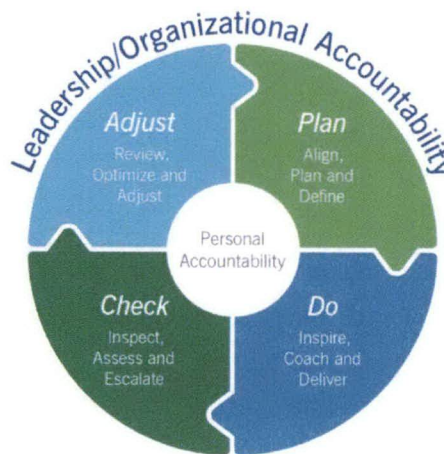 Leadership/Organizational Accountability
Adjust
Review,
Optimize and
Adjust
Plan
Align,
Plan and
Define
Personal
Accountability
Check
Inspect,
Assess and
Escalate
Do
Inspire,
Coach and
Deliver